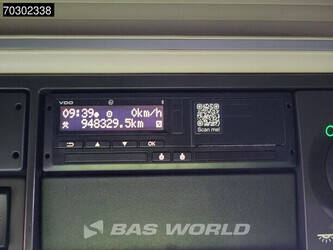 70302338
VDO
09:39 0km/h
948329.5km
OK
Scan me!
BAS WORLD